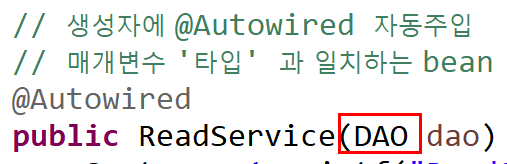 // 생성자에 @Autowired 자동주입
// 매개변수 '타입' 과 일치하는 bean
@Autowired
public ReadService(DAO dao)